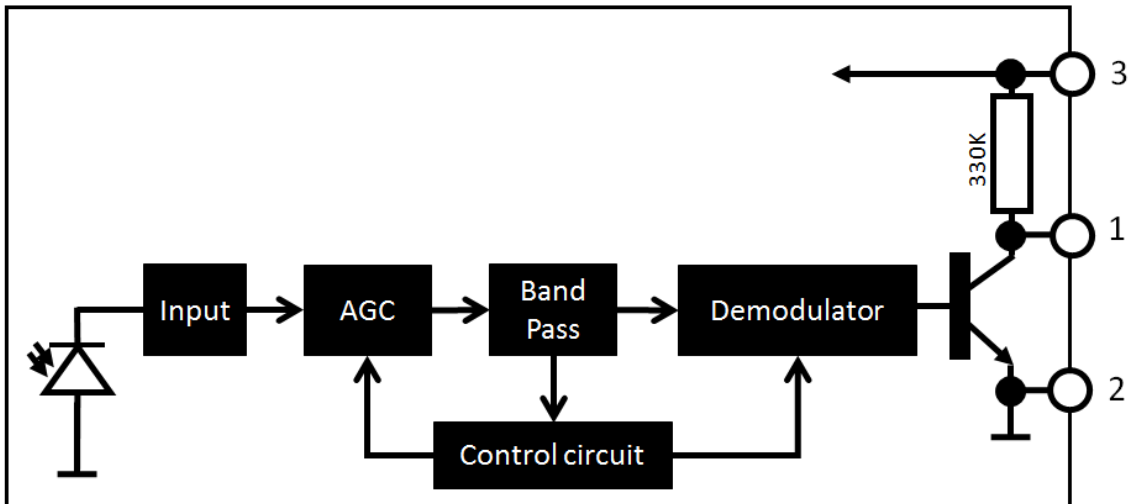 3
330K
1
Input
AGC
Band
Pass
Demodulator
2
Control circuit